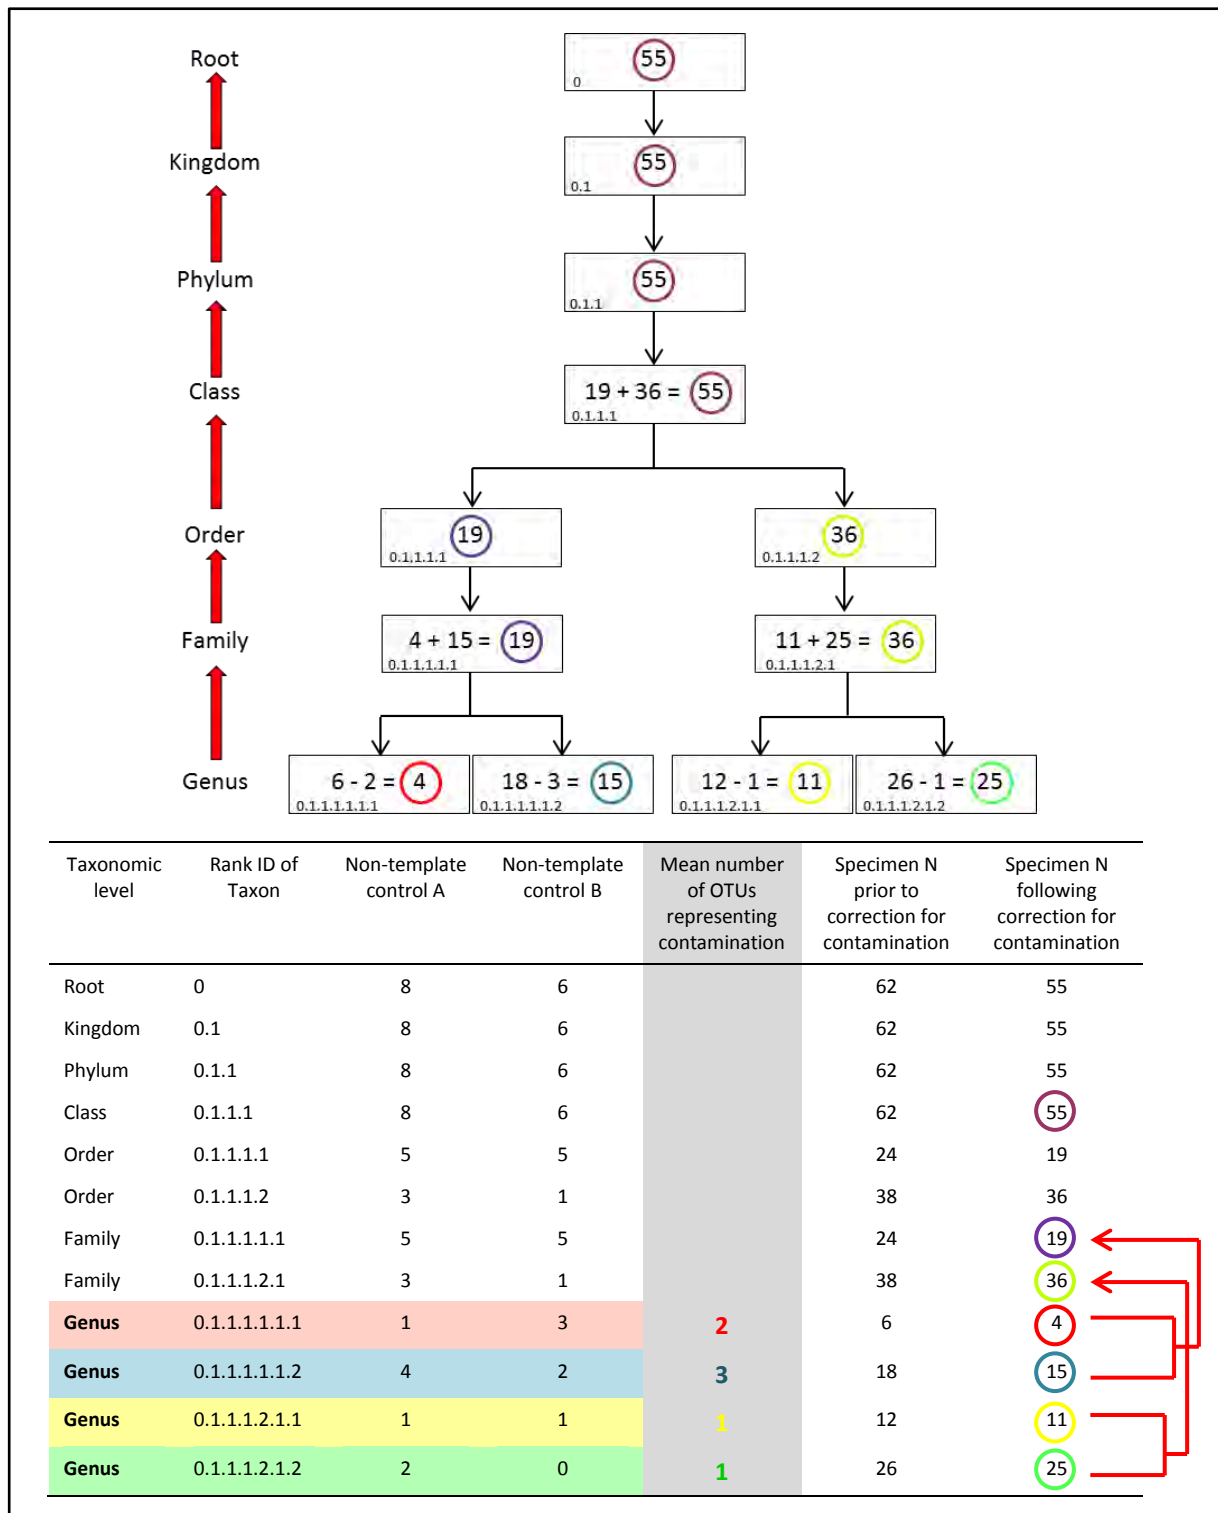 Root
55
0
Kingdom
55
0.1
Phylum
55
0.1.1
Class
19 + 36 = 55
0.1.1.1
Order
19
0.1.1.1.1
36
0.1.1.1.2
Family
4 + 15 = 19
0.1.1.1.1.1
11 + 25 = 36
0.1.1.1.2.1
Genus
6 - 2 = 4
0.1.1.1.1.1.1
18 - 3 = 15
0.1.1.1.1.1.2
12 - 1 = 11
0.1.1.1.2.1.1
26 - 1 = 25
0.1.1.1.2.1.2
Taxonomic level
Rank ID of Taxon
Non-template control A
Non-template control B
Mean number of OTUs representing contamination
Specimen N prior to correction for contamination
Specimen N following correction for contamination
Root 0 8 6 62 55
Kingdom 0.1 8 6 62 55
Phylum 0.1.1 8 6 62 55
Class 0.1.1.1 8 6 62 55
Order 0.1.1.1.1 5 5 24 19
Order 0.1.1.1.2 3 1 38 36
Family 0.1.1.1.1.1 5 5 24 19
Family 0.1.1.1.2.1 3 1 38 36
Genus 0.1.1.1.1.1.1 1 3 2 6 4
Genus 0.1.1.1.1.1.2 4 2 3 18 15
Genus 0.1.1.1.2.1.1 1 1 1 12 11
Genus 0.1.1.1.2.1.2 2 0 1 26 25